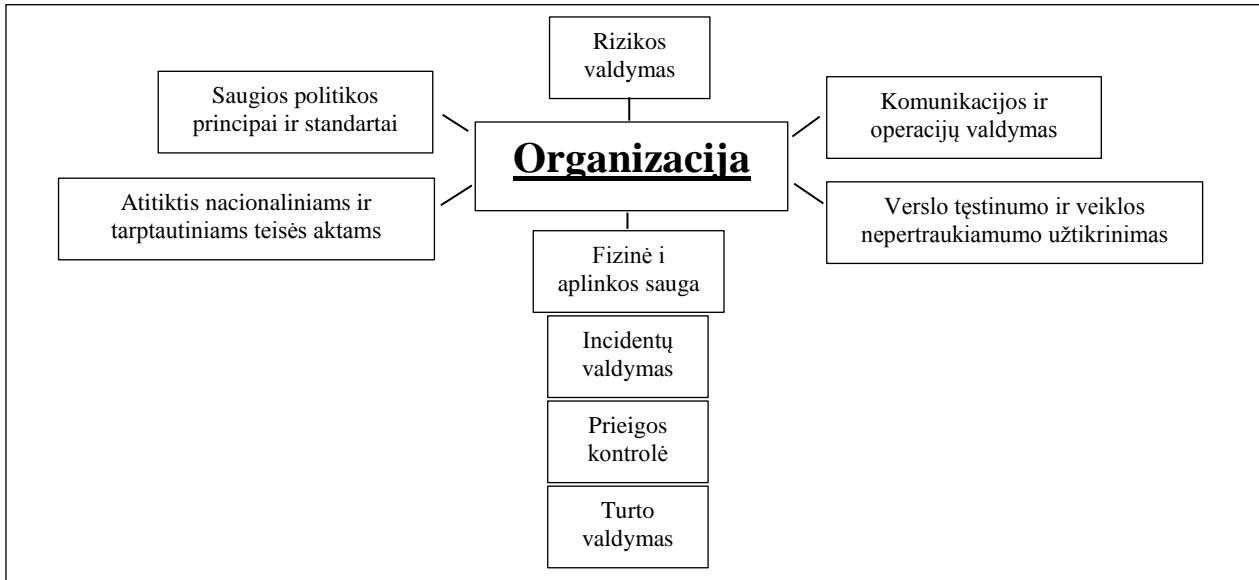 Rizikos
valdymas
Saugios politikos
principai ir standartai
Komunikacijos ir
operacijų valdymas
Organizacija
Atitiktis nacionaliniams ir
tarptautiniams teisės aktams
Verslo tęstinumo ir veiklos
nepertraukiamumo užtikrinimas
Fizinė i
aplinkos sauga
Incidentų
valdymas
Prieigos
kontrolė
Turto
valdymas